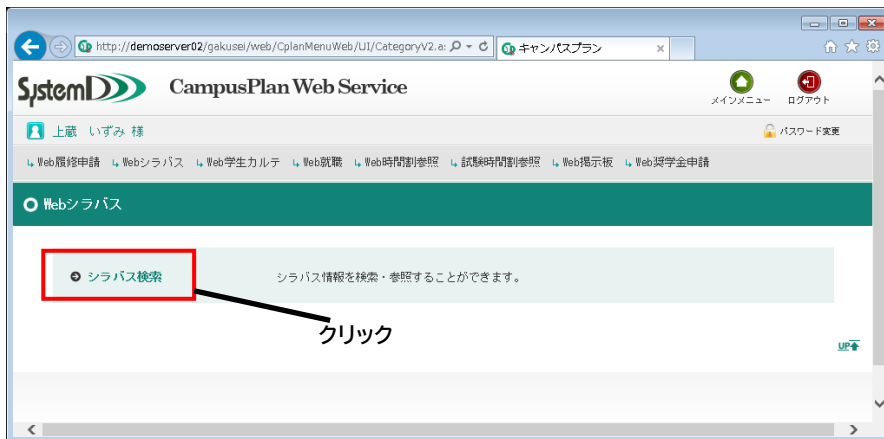 http://demoserver02/gakusei/web/CplanMenuWeb/UI/CategoryV2.a:
キャンパスプラン
SystemD CampusPlan Web Service
メインメニュー ログアウト
上蔵 いずみ 様
パスワード変更
Web履修申請 Webシラバス Web学生カルテ Web就職 Web時間割参照 試験時間割参照 Web掲示板 Web奨学金申請
Webシラバス
シラバス検索 シラバス情報を検索・参照することができます。
クリック
UP